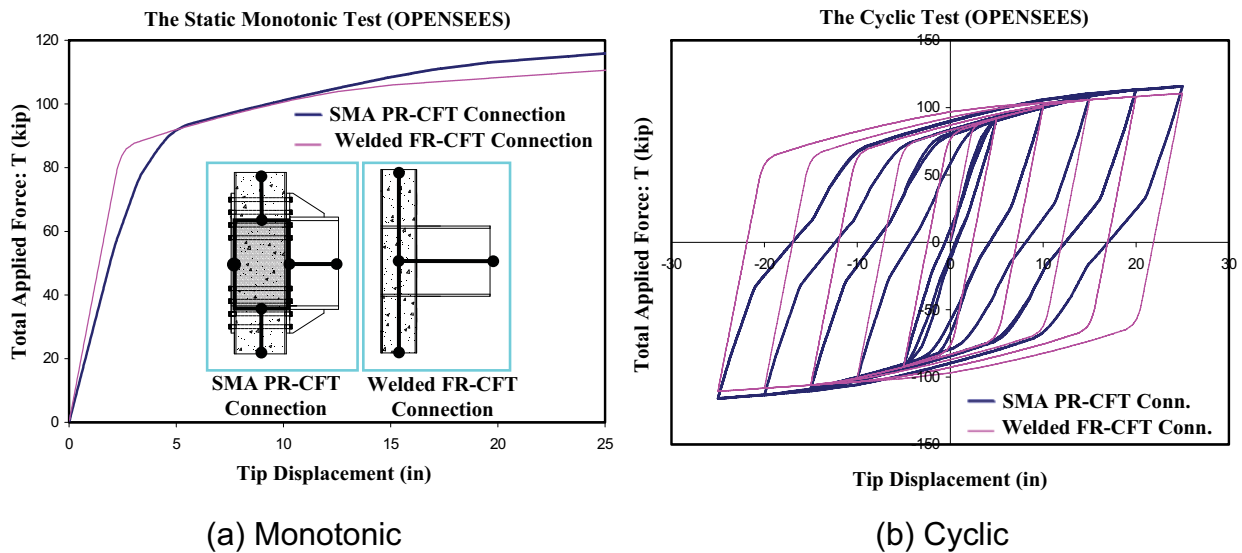 The Static Monotonic Test (OPENSEES)
120
100
80
60
40
20
0
Total Applied Force: T (kip)
SMA PR-CFT Connection
Welded FR-CFT Connection
SMA PR-CFT
Connection
Welded FR-CFT
Connection
0 5 10 15 20 25
Tip Displacement (in)
(a) Monotonic
The Cyclic Test (OPENSEES)
150
100
50
0
-50
-100
-150
-30 -20 -10 0 10 20 30
Total Applied Force: T (kip)
SMA PR-CFT Conn.
Welded FR-CFT Conn.
Tip Displacement (in)
(b) Cyclic